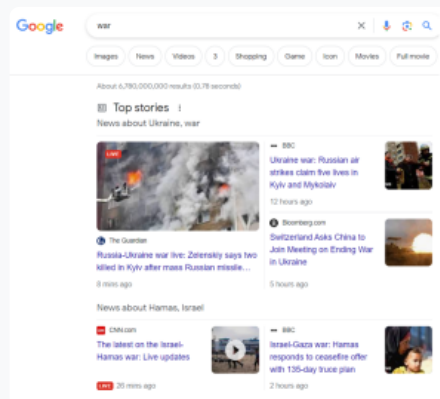 Google
war
Images News Videos 3 Shopping Game Icon Movies Full movie
About 6,780,000,000 results (0.78 seconds)
Top stories
News about Ukraine, war
LIVE
The Guardian
Russia-Ukraine war live: Zelenskiy says two
killed in Kyiv after mass Russian missile...
8 mins ago
BBC
Ukraine war: Russian air
strikes claim five lives in
Kyiv and Mykolaiv
12 hours ago
Bloomberg.com
Switzerland Asks China to
Join Meeting on Ending War
in Ukraine
5 hours ago
News about Hamas, Israel
CNN.com
The latest on the Israel-
Hamas war: Live updates
LIVE 26 mins ago
BBC
Israel-Gaza war: Hamas
responds to ceasefire offer
with 135-day truce plan
2 hours ago